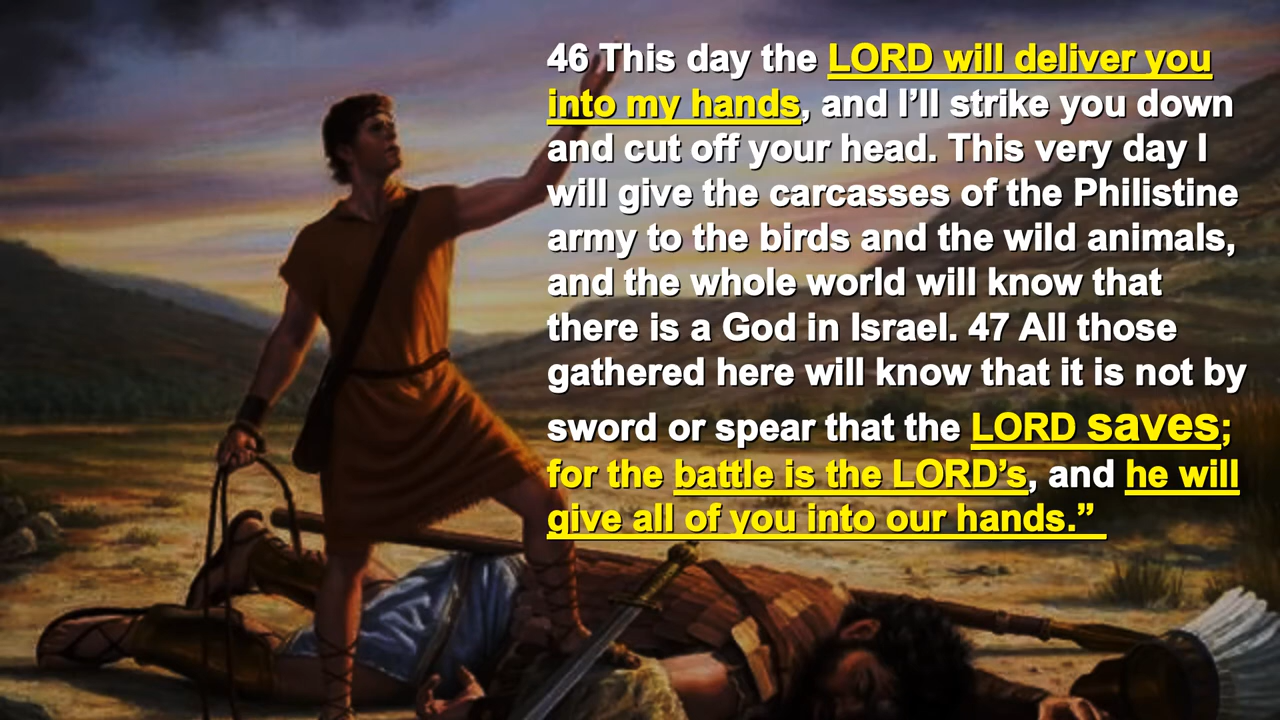 46 This day the LORD will deliver you
into my hands, and I’ll strike you down
and cut off your head. This very day I
will give the carcasses of the Philistine
army to the birds and the wild animals,
and the whole world will know that
there is a God in Israel. 47 All those
gathered here will know that it is not by
sword or spear that the LORD saves;
for the battle is the LORD’s, and he will
give all of you into our hands.”